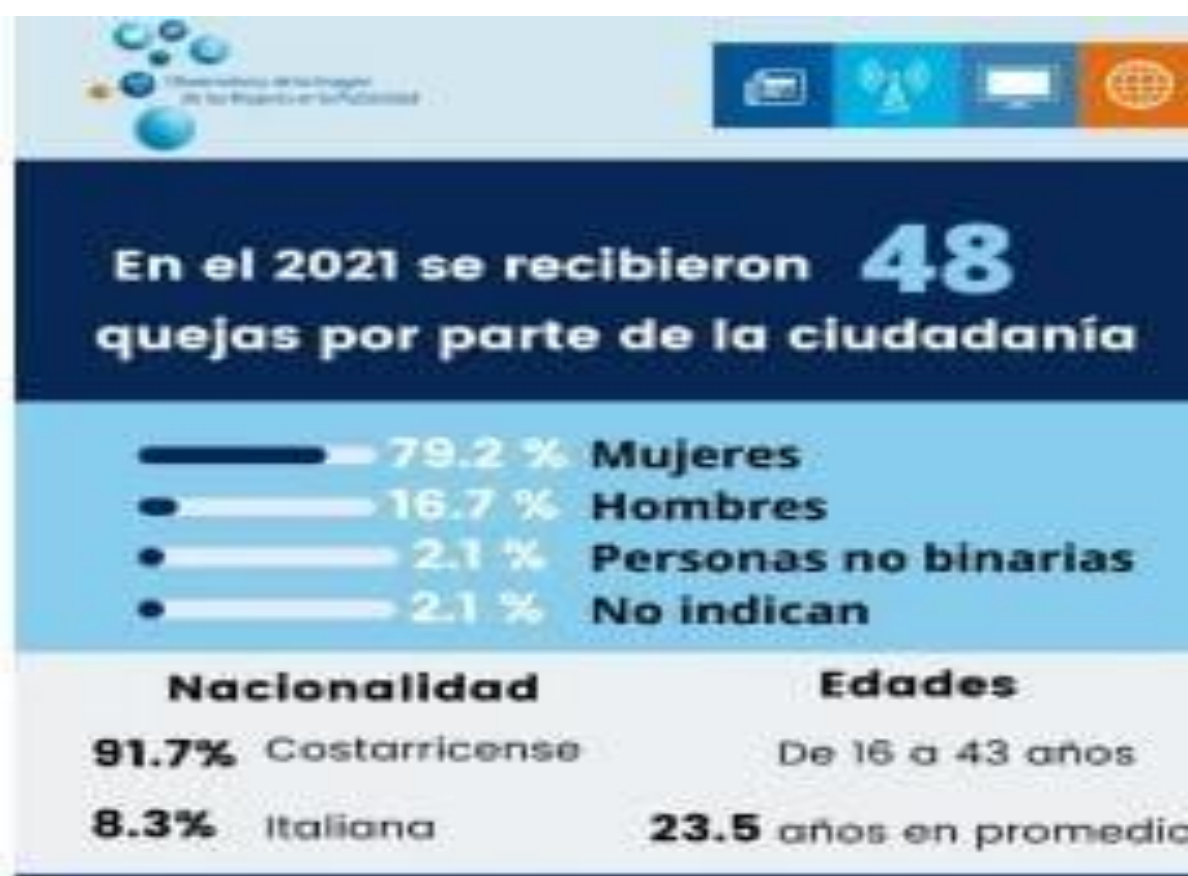 En el 2021 se recibieron 48
quejas por parte de la ciudadanía
79.2 % Mujeres
16.7 % Hombres
2.1 % Personas no binarias
2.1 % No indican
Nacionalidad
91.7% Costarricense
8.3% Italiana
Edades
De 16 a 43 años
23.5 años en promedio